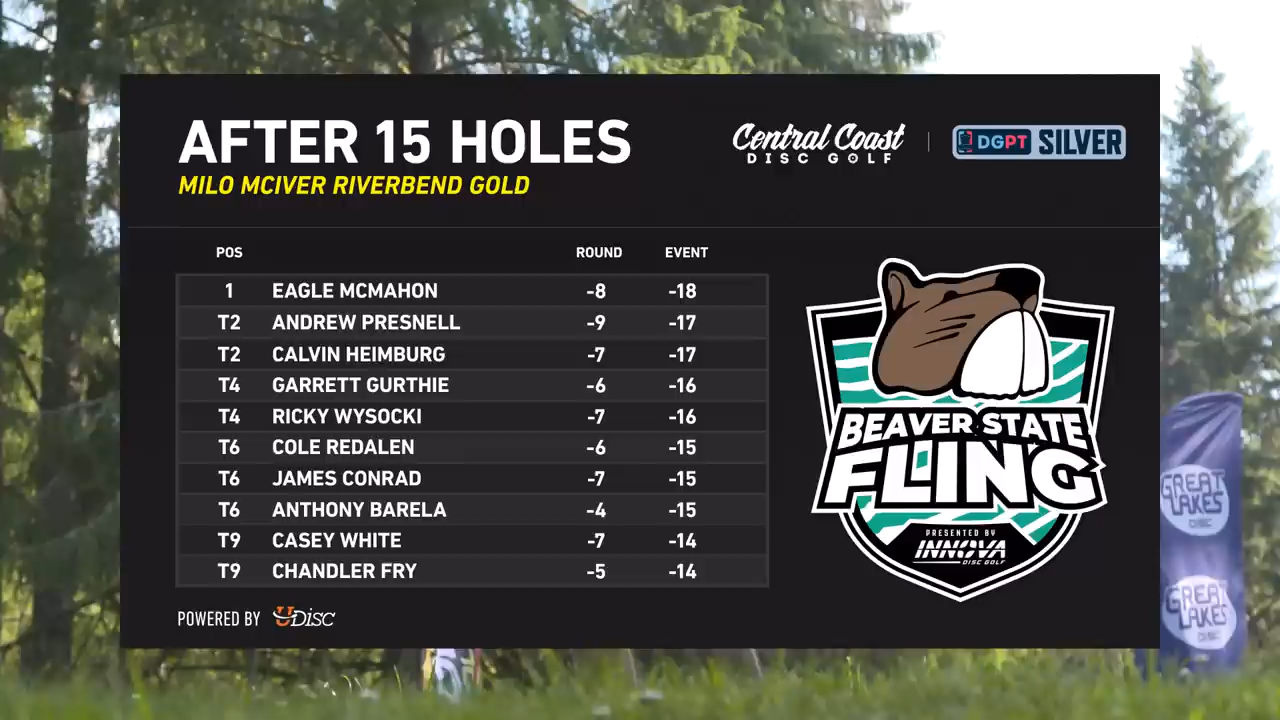 AFTER 15 HOLES
MILO MCIVER RIVERBEND GOLD
Central Coast
DISC GOLF
DGPT SILVER
POS ROUND EVENT
1 EAGLE MCMAHON -8 -18
T2 ANDREW PRESNELL -9 -17
T2 CALVIN HEIMBURG -7 -17
T4 GARRETT GURTHIE -6 -16
T4 RICKY WYSOCKI -7 -16
T6 COLE REDALEN -6 -15
T6 JAMES CONRAD -7 -15
T6 ANTHONY BARELA -4 -15
T9 CASEY WHITE -7 -14
T9 CHANDLER FRY -5 -14
POWERED BY UDisc
BEAVER STATE
FLING
PRESENTED BY
INNOVA
DISC GOLF
GREAT
LAKES
DISC
GREAT
LAKES
DISC